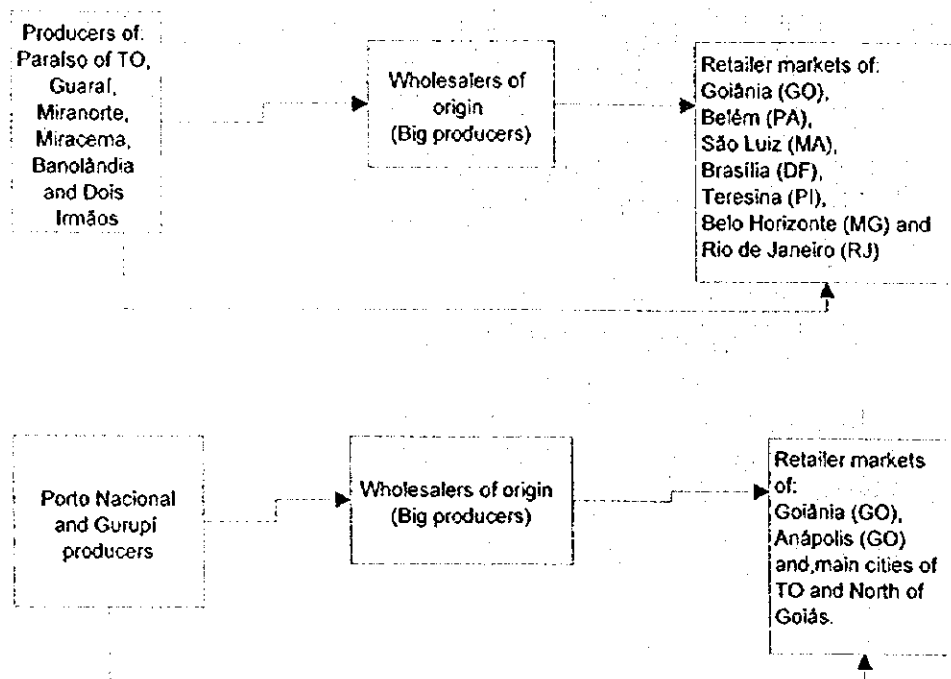 Producers of:
Paraíso of TO,
Guaraí,
Miranorte,
Miracema,
Banolândia
and Dois
Irmãos
Wholesalers of
origin
(Big producers)
Retailer markets of:
Goiânia (GO),
Belém (PA),
São Luiz (MA),
Brasília (DF),
Teresina (PI),
Belo Horizonte (MG) and
Rio de Janeiro (RJ)
Porto Nacional
and Gurupí
producers
Wholesalers of origin
(Big producers)
Retailer markets
of:
Goiânia (GO),
Anápolis (GO)
and main cities of
TO and North of
Goiás.